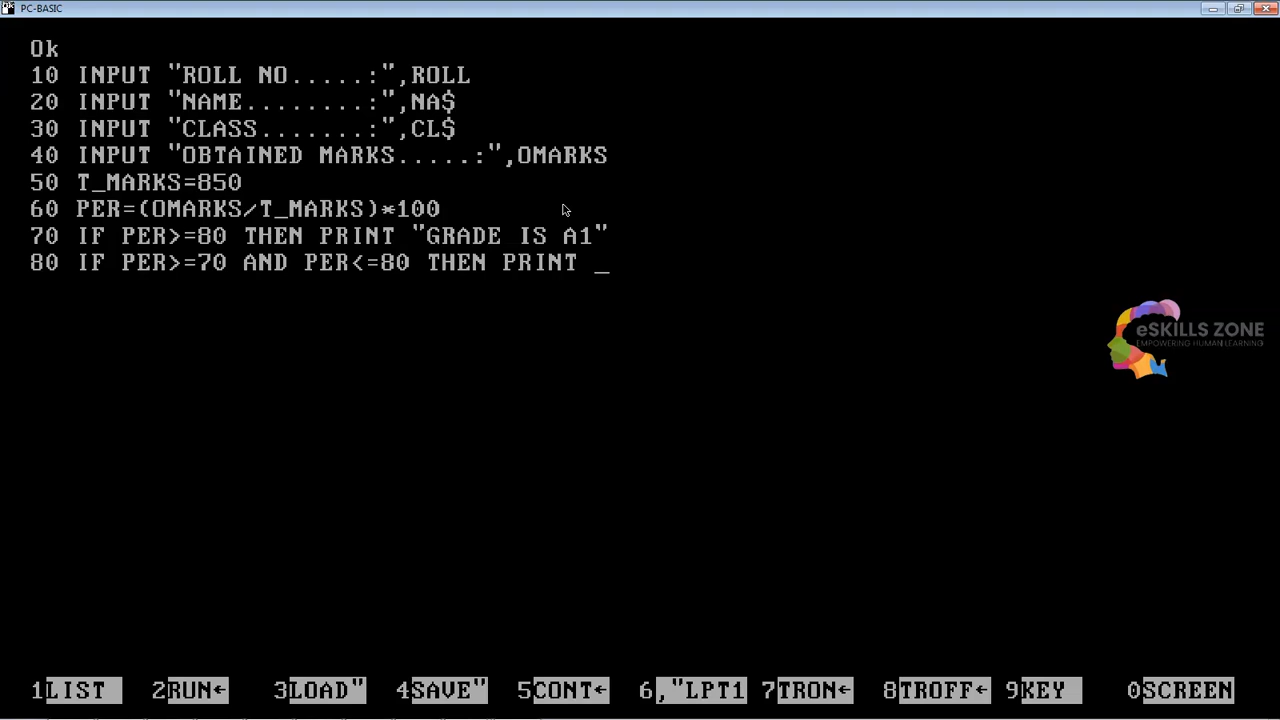 PC-BASIC
Ok
10 INPUT "ROLL NO.....:",ROLL
20 INPUT "NAME........:",NA$
30 INPUT "CLASS.......:",CL$
40 INPUT "OBTAINED MARKS.....:",OMARKS
50 T_MARKS=850
60 PER=(OMARKS/T_MARKS)*100
70 IF PER>=80 THEN PRINT "GRADE IS A1"
80 IF PER>=70 AND PER<=80 THEN PRINT _
eSKILLS ZONE
EMPOWERING HUMAN LEARNING
1LIST 2RUN← 3LOAD" 4SAVE" 5CONT← 6,"LPT1 7TRON← 8TROFF← 9KEY 0SCREEN